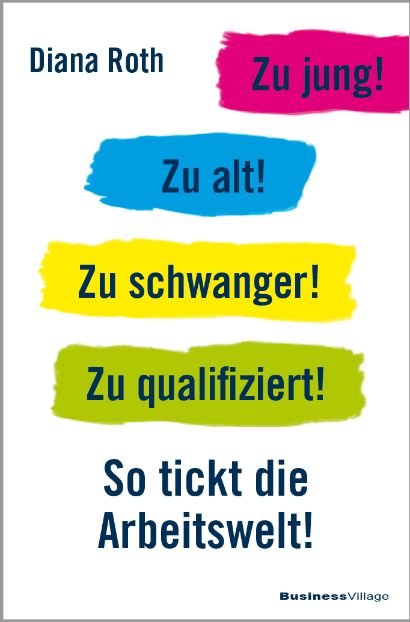 Diana Roth
Zu jung!
Zu alt!
Zu schwanger!
Zu qualifiziert!
So tickt die
Arbeitswelt!
BusinessVillage